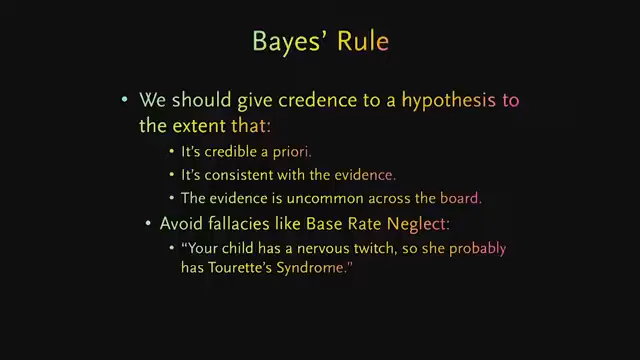 Bayes’ Rule
• We should give credence to a hypothesis to
the extent that:
• It’s credible a priori.
• It’s consistent with the evidence.
• The evidence is uncommon across the board.
• Avoid fallacies like Base Rate Neglect:
• “Your child has a nervous twitch, so she probably
has Tourette’s Syndrome.”